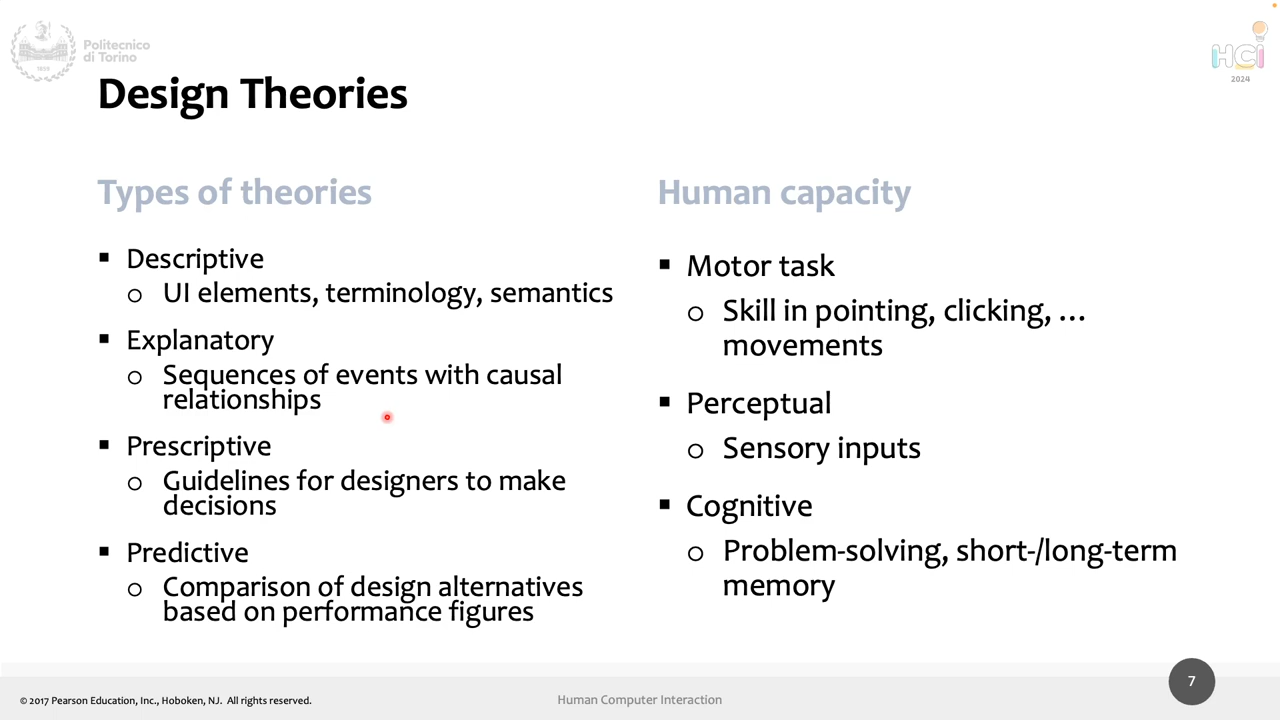 Politecnico
di Torino
1859
HCI
2024
Design Theories
Types of theories
▪ Descriptive
o UI elements, terminology, semantics
▪ Explanatory
o Sequences of events with causal
relationships
▪ Prescriptive
o Guidelines for designers to make
decisions
▪ Predictive
o Comparison of design alternatives
based on performance figures
Human capacity
▪ Motor task
o Skill in pointing, clicking, …
movements
▪ Perceptual
o Sensory inputs
▪ Cognitive
o Problem-solving, short-/long-term
memory
© 2017 Pearson Education, Inc., Hoboken, NJ. All rights reserved.
Human Computer Interaction
7